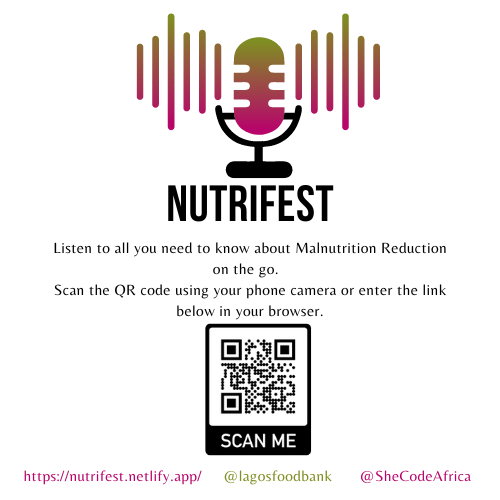 NUTRIFEST
Listen to all you need to know about Malnutrition Reduction
on the go.
Scan the QR code using your phone camera or enter the link
below in your browser.
SCAN ME
https://nutrifest.netlify.app/ @lagosfoodbank @SheCodeAfrica